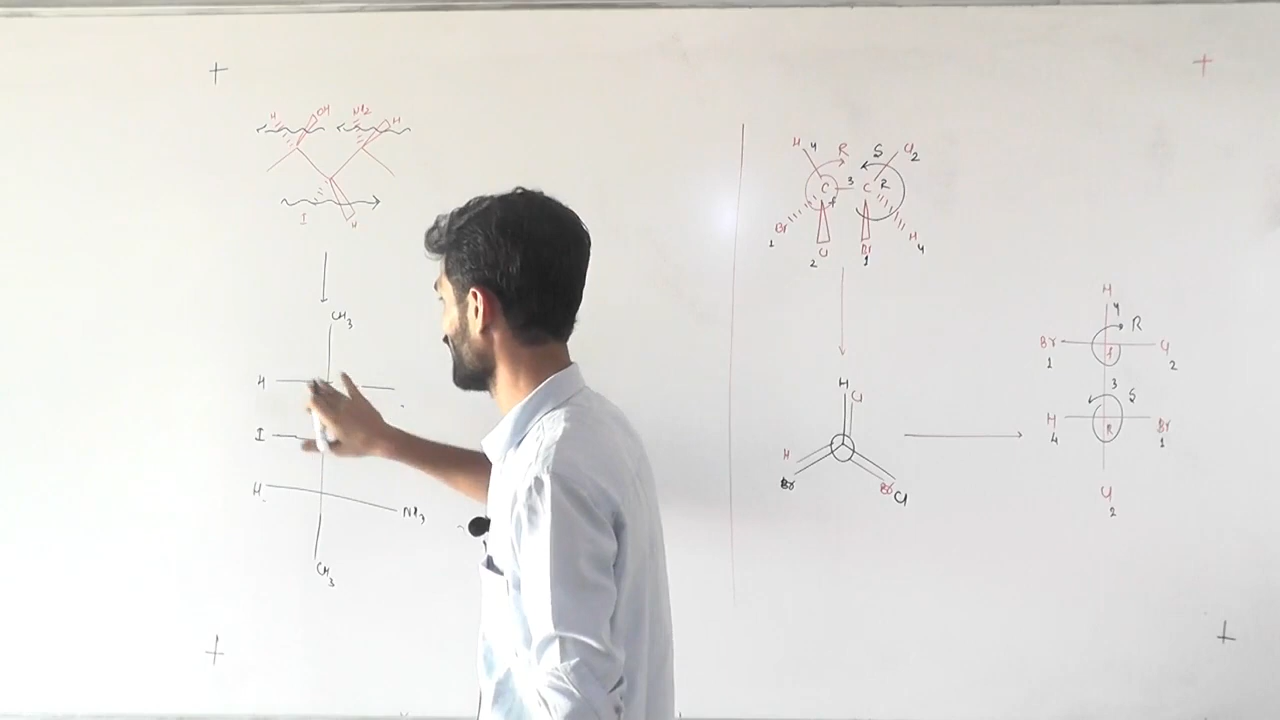 H OH NH2 H
I H
CH3
H
I
H NH3
CH3
H 4 R S Cl 2
C 3 C R
f
Br H
1 Cl Br 4
2 1
H
Cl
H
Br Br Cl
H
4 R
Br f Cl
1 2
3 S
H R Br
4 1
Cl
2